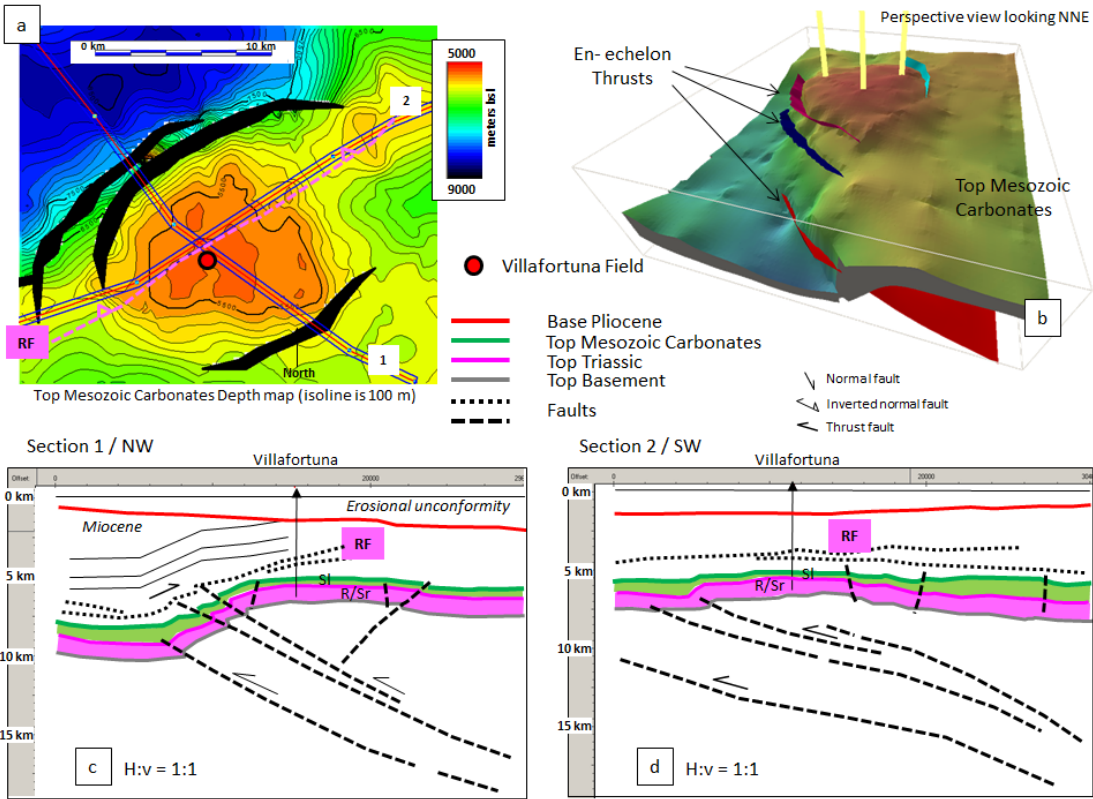 a
0 km
10 km
7500
2
5000
meters bsl
9000
RF
North
1
Top Mesozoic Carbonates Depth map (isoline is 100 m)
Perspective view looking NNE
En- echelon
Thrusts
Top Mesozoic
Carbonates
b
Villafortuna Field
Base Pliocene
Top Mesozoic Carbonates
Top Triassic
Top Basement
Faults
Normal fault
Inverted normal fault
Thrust fault
Section 1 / NW
Villafortuna
Offset:
0
20000
0 km
Miocene
Erosional unconformity
RF
5 km
Sl
R/Sr
10 km
15 km
c
H:v = 1:1
Section 2 / SW
Villafortuna
Offset:
0
20000
0 km
RF
5 km
Sl
R/Sr
10 km
15 km
d
H:v = 1:1